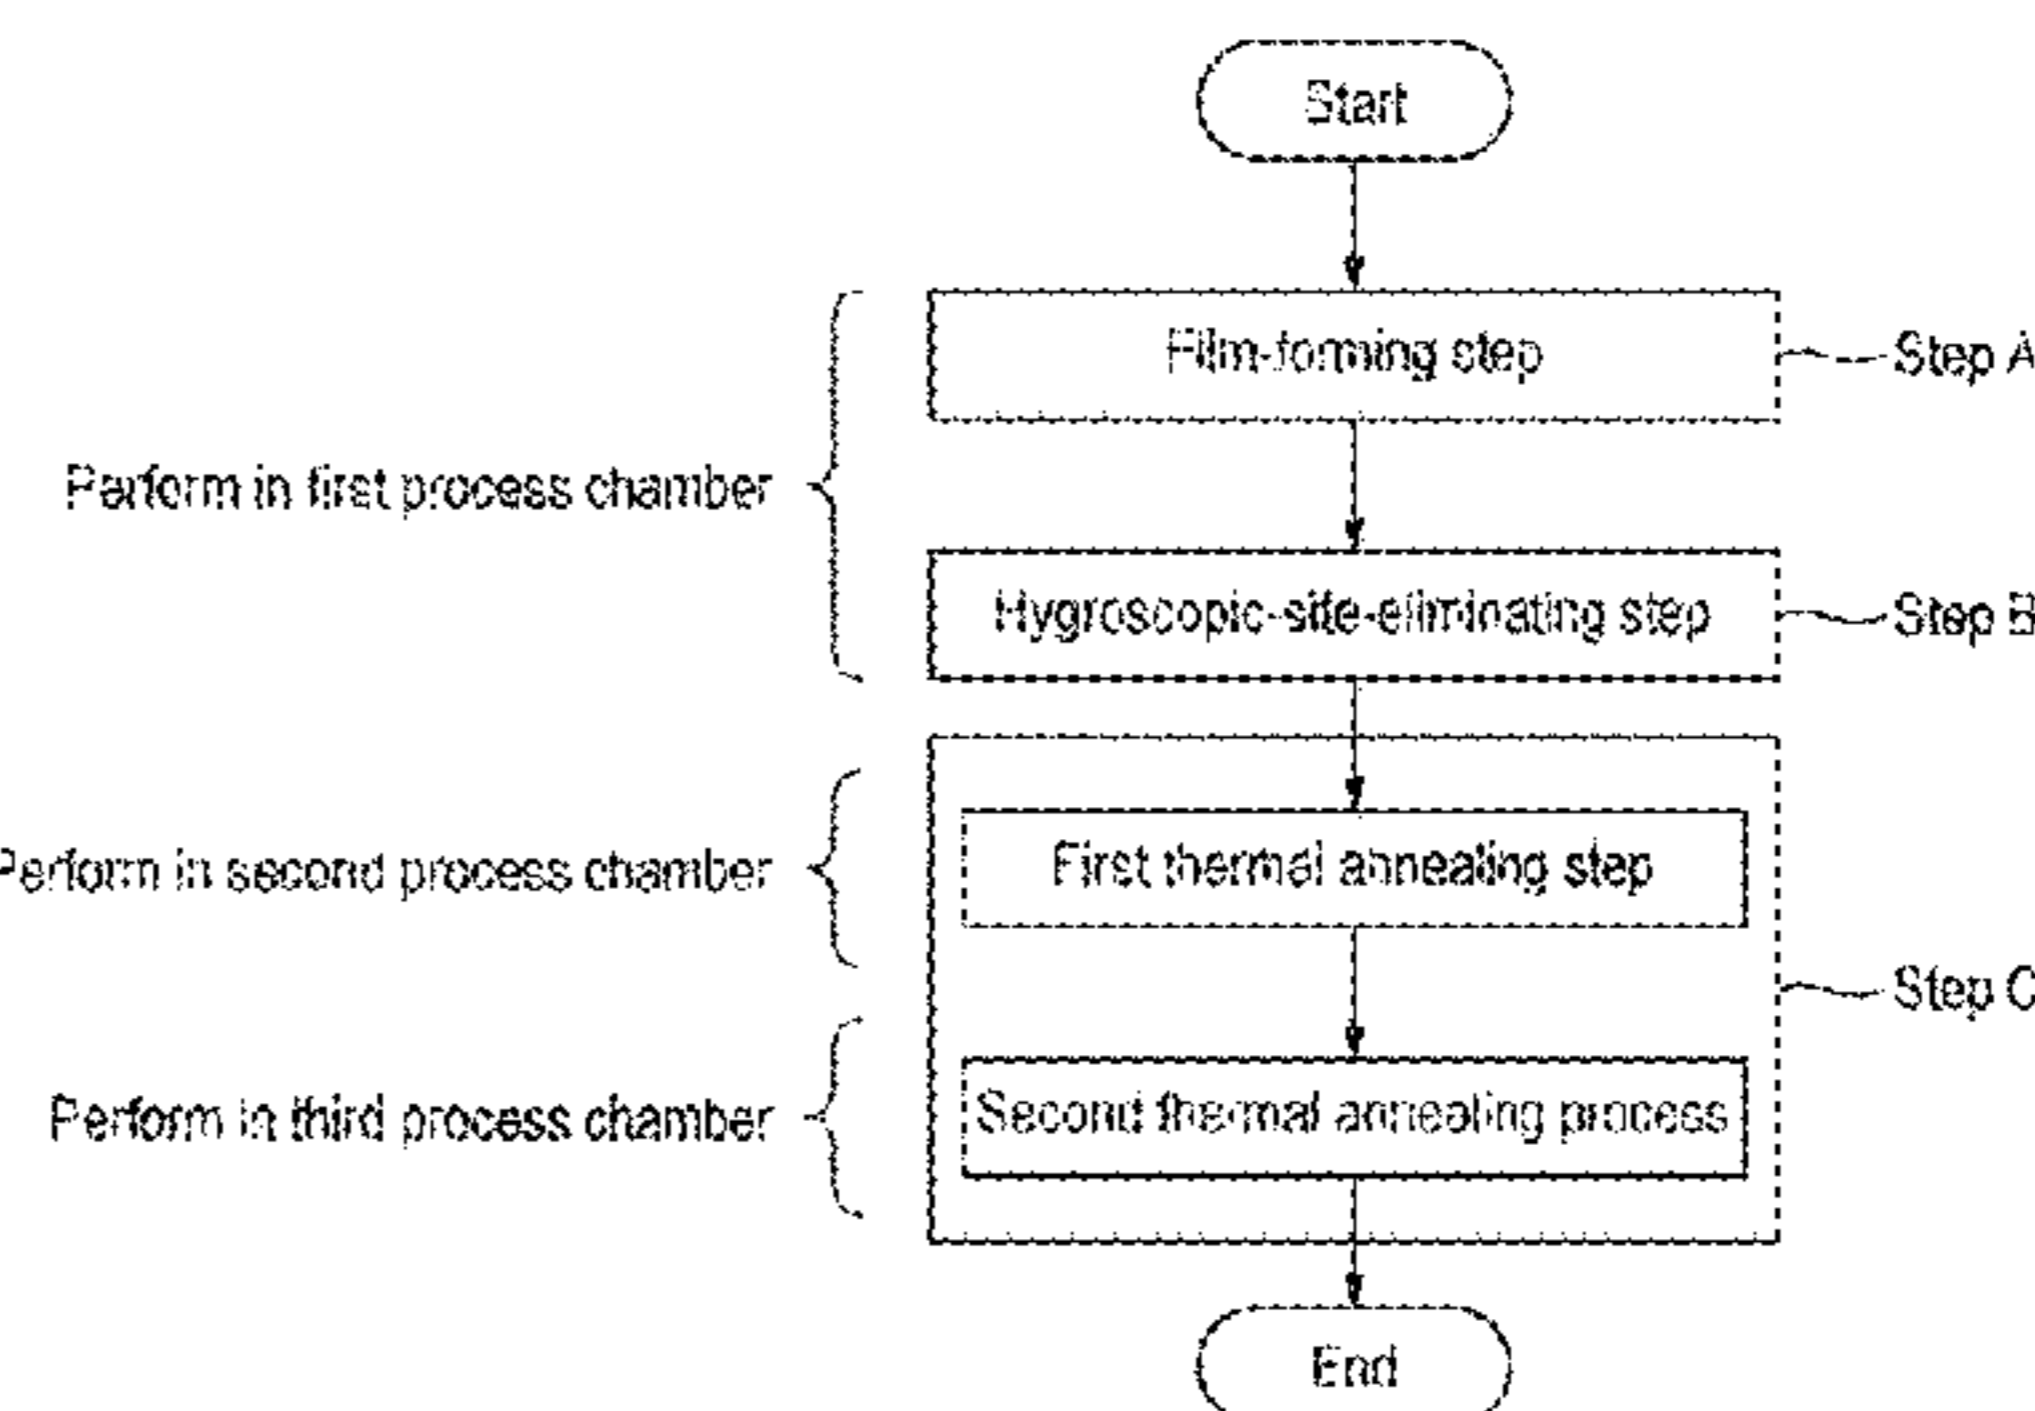 Start
Film-forming step
Step A
Perform in first process chamber
Hygroscopic-site-eliminating step
Step B
First thermal annealing step
Perform in second process chamber
Step C
Second thermal annealing process
Perform in third process chamber
End